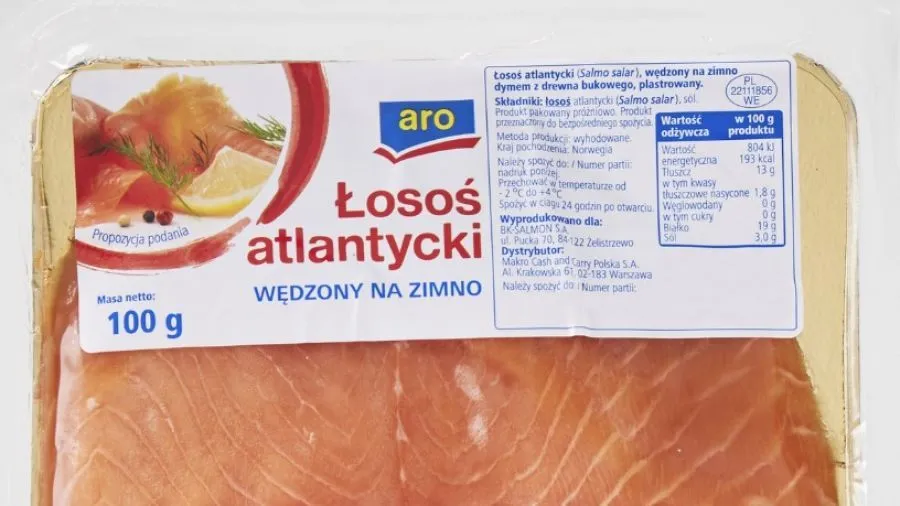 aro
Łosoś
atlantycki
WĘDZONY NA ZIMNO
Propozycja podania
Masa netto:
100 g
Łosoś atlantycki (Salmo salar), wędzony na zimno
dymem z drewna bukowego, plastrowany.
Składniki: łosoś atlantycki (Salmo salar), sól.
Produkt pakowany próżniowo. Produkt
przeznaczony do bezpośredniego spożycia.
Metoda produkcji: wyhodowane.
Kraj pochodzenia: Norwegia
Należy spożyć do: / Numer partii:
nadruk poniżej.
Przechować w temperaturze od
- 2 °C do +4 °C
Spożyć w ciągu 24 godzin po otwarciu.
Wyprodukowano dla:
BK-SALMON S.A.
ul. Pucka 70, 84-122 Żelistrzewo
Dystrybutor:
Makro Cash and Carry Polska S.A.
Al. Krakowska 61, 02-183 Warszawa
Należy spożyć do: / Numer partii:
PL
22111856
WE
Wartość odżywcza w 100 g produktu
Wartość energetyczna 804 kJ
193 kcal
Tłuszcz 13 g
w tym kwasy
tłuszczowe nasycone 1,8 g
Węglowodany 0 g
w tym cukry 0 g
Białko 19 g
Sól 3,0 g